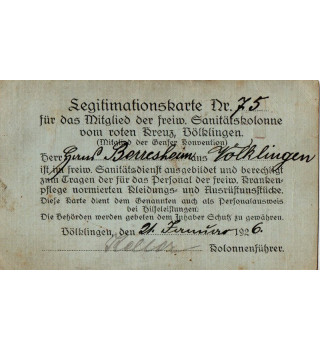 Legitimationskarte Nr. 75
für das Mitglied der freiw. Sanitätskolonne
vom roten Kreuz, Völklingen.
(Mitglied der Genfer Konvention)
Herr Berresheim aus Völklingen
ist im freiw. Sanitätsdienst ausgebildet und berechtigt
zum Tragen der für das Personal der freiw. Kranken-
pflege normierten Kleidungs- und Ausrüstungsstücke.
Diese Karte dient dem Genannten auch als Personalausweis
bei Hilfeleistungen.
Die Behörden werden gebeten dem Inhaber Schutz zu gewähren.
Völklingen, den 21. Januar 1926.
Kolonnenführer.